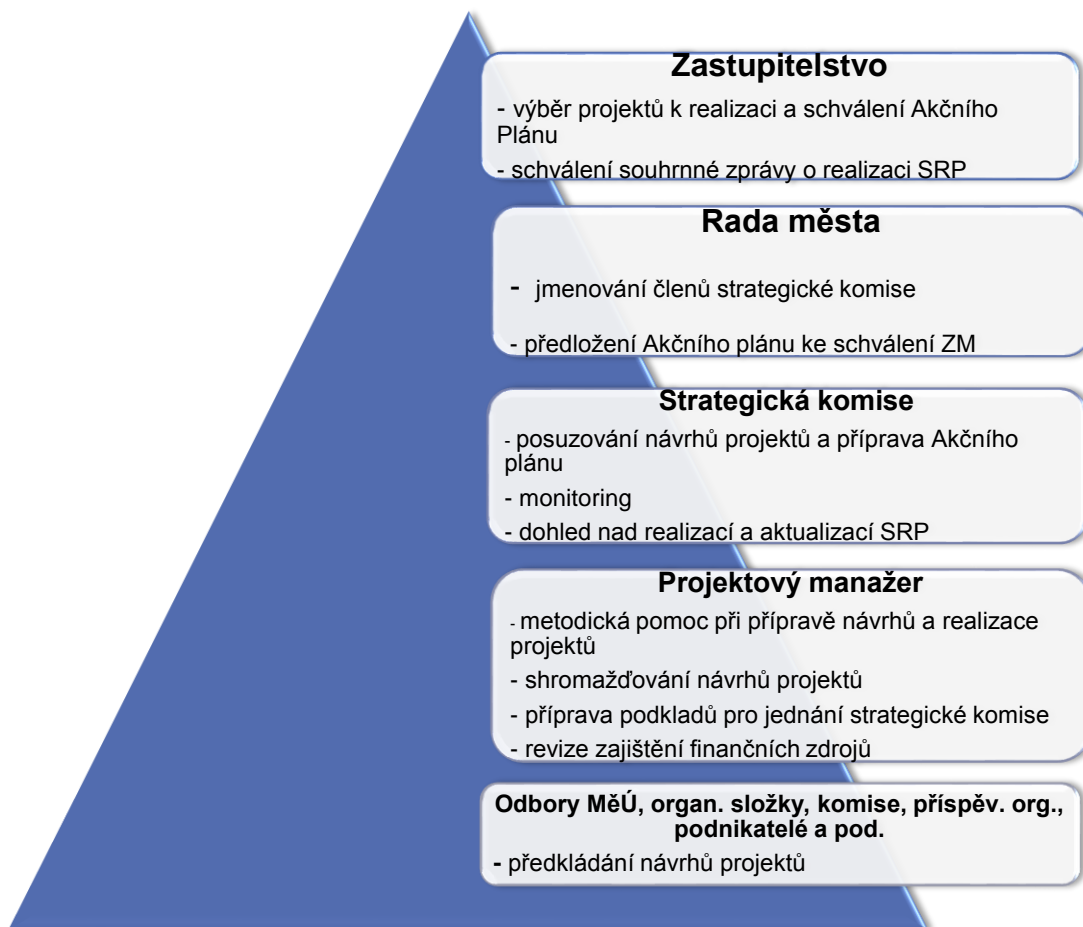 Zastupitelstvo
- výběr projektů k realizaci a schválení Akčního
Plánu
- schválení souhrnné zprávy o realizaci SRP
Rada města
- jmenování členů strategické komise
- předložení Akčního plánu ke schválení ZM
Strategická komise
- posuzování návrhů projektů a příprava Akčního
plánu
- monitoring
- dohled nad realizací a aktualizací SRP
Projektový manažer
- metodická pomoc při přípravě návrhů a realizace
projektů
- shromažďování návrhů projektů
- příprava podkladů pro jednání strategické komise
- revize zajištění finančních zdrojů
Odbory MěÚ, organ. složky, komise, příspěv. org.,
podnikatelé a pod.
- předkládání návrhů projektů